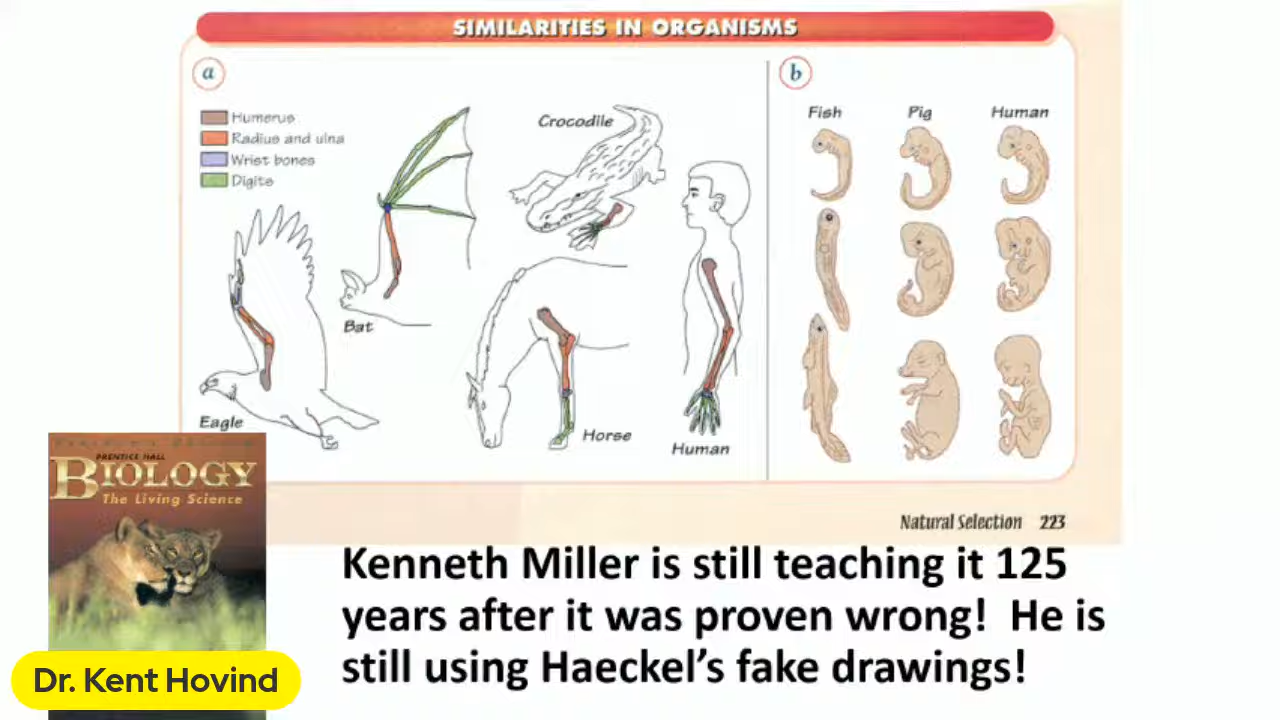 SIMILARITIES IN ORGANISMS
a
Humerus
Radius and ulna
Wrist bones
Digits
Eagle
Bat
Crocodile
Horse
Human
b
Fish
Pig
Human
Natural Selection 223
PRENTICE HALL
BIOLOGY
The Living Science
Kenneth Miller is still teaching it 125
years after it was proven wrong! He is
still using Haeckel’s fake drawings!
Dr. Kent Hovind